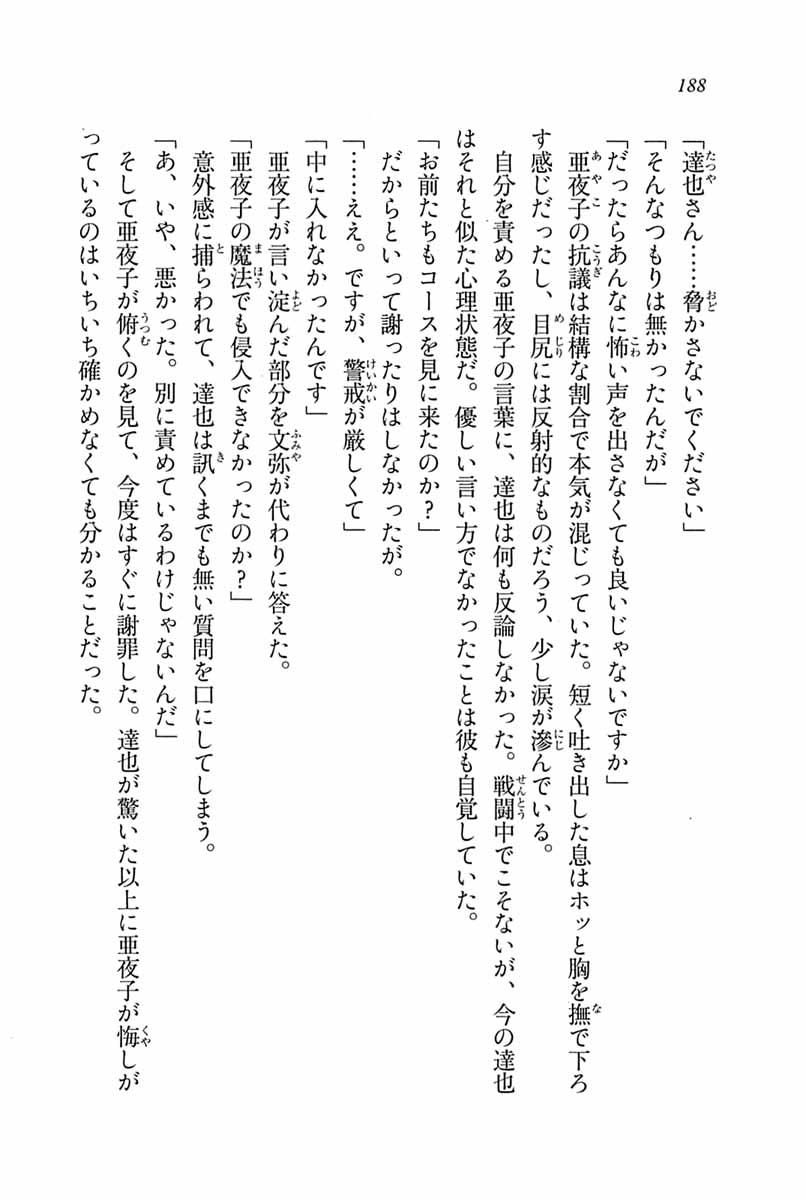 188
「達也さん……脅かさないでください」
「そんなつもりは無かったんだが」
「だったらあんなに怖い声を出さなくても良いじゃないですか」
亜夜子の抗議は結構な割合で本気が混じっていた。短く吐き出した息はホッと胸を撫で下ろ
す感じだったし、目尻には反射的なものだろう、少し涙が滲んでいる。
自分を責める亜夜子の言葉に、達也は何も反論しなかった。戦闘中でこそないが、今の達也
はそれと似た心理状態だ。優しい言い方でなかったことは彼も自覚していた。
「お前たちもコースを見に来たのか?」
だからといって謝ったりはしなかったが。
「……ええ。ですが、警戒が厳しくて」
「中に入れなかったんです」
亜夜子が言い淀んだ部分を文弥が代わりに答えた。
「亜夜子の魔法でも侵入できなかったのか?」
意外感に捕らわれて、達也は訊くまでも無い質問を口にしてしまう。
「あ、いや、悪かった。別に責めているわけじゃないんだ」
そして亜夜子が俯くのを見て、今度はすぐに謝罪した。達也が驚いた以上に亜夜子が悔しが
っているのはいちいち確かめなくても分かることだった。